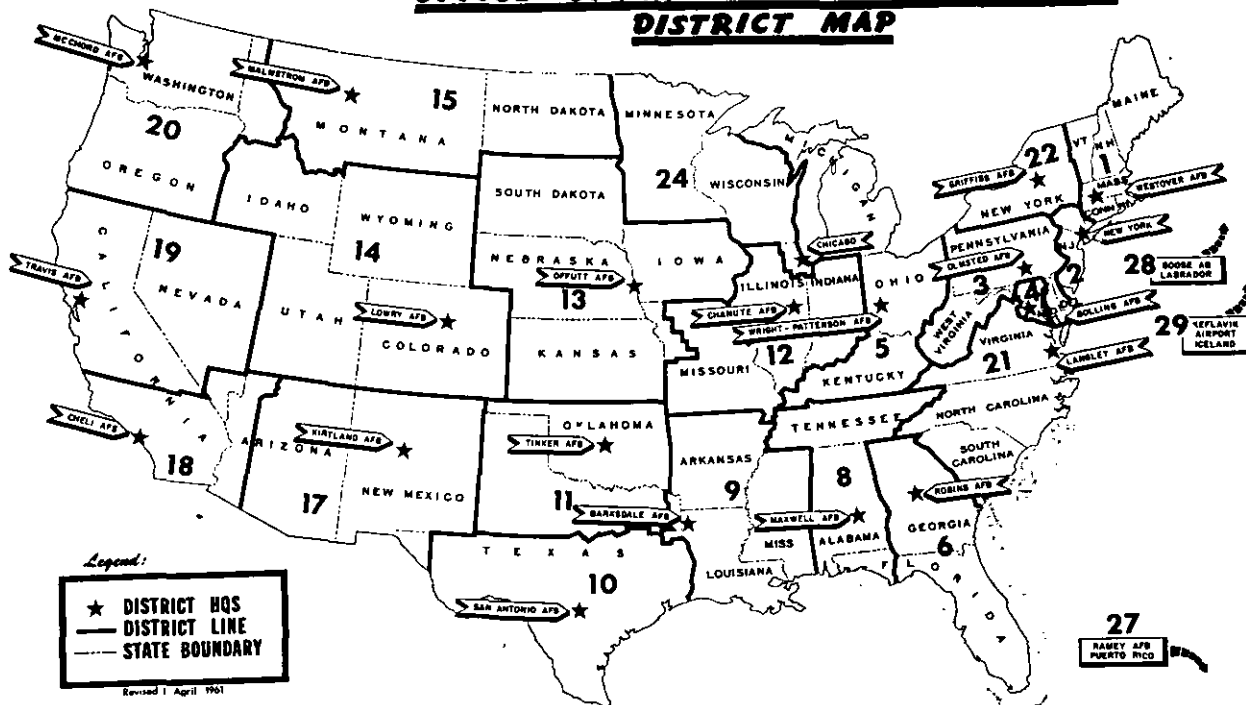 DISTRICT MAP
McCHORD AFB
WASHINGTON
MALMSTROM AFB
15
MONTANA
NORTH DAKOTA
MINNESOTA
MICHIGAN
MAINE
VT
NH
1
MASS
CONN
WESTOVER AFB
20
OREGON
IDAHO
WYOMING
14
SOUTH DAKOTA
24
WISCONSIN
22
GRIFFISS AFB
NEW YORK
NEW YORK
CALIFORNIA
19
NEVADA
TRAVIS AFB
UTAH
LOWRY AFB
COLORADO
NEBRASKA
OFFUTT AFB
13
KANSAS
IOWA
CHICAGO
ILLINOIS
INDIANA
OHIO
CHANUTE AFB
WRIGHT-PATTERSON AFB
12
MISSOURI
5
KENTUCKY
PENNSYLVANIA
N.J.
OLMSTED AFB
3
4
2
WEST VIRGINIA
VIRGINIA
21
BOLLING AFB
LANGLEY AFB
28
GOOSE AB
LABRADOR
29
KEFLAVIK
AIRPORT
ICELAND
CHELI AFB
18
ARIZONA
17
KIRTLAND AFB
NEW MEXICO
OKLAHOMA
TINKER AFB
11
BARKSDALE AFB
TEXAS
10
SAN ANTONIO AFB
ARKANSAS
9
LOUISIANA
MISS
TENNESSEE
8
MAXWELL AFB
ALABAMA
NORTH CAROLINA
SOUTH
CAROLINA
ROBINS AFB
GEORGIA
6
FLORIDA
27
RAMEY AFB
PUERTO RICO
Legend:
DISTRICT HQS
DISTRICT LINE
STATE BOUNDARY
Revised 1 April 1961